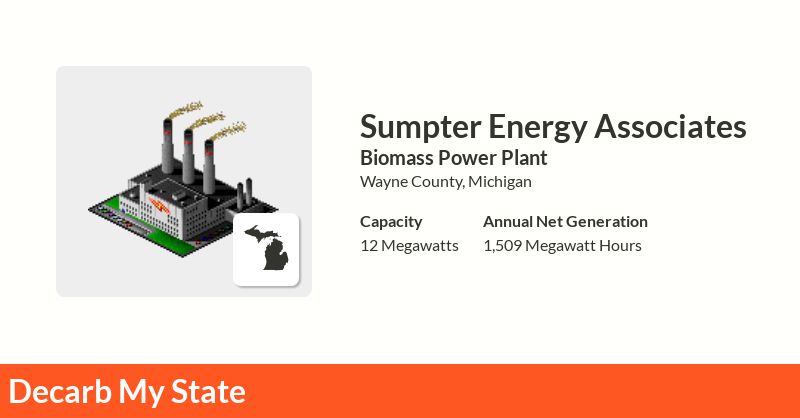 Sumpter Energy Associates
Biomass Power Plant
Wayne County, Michigan
Capacity
Annual Net Generation
12 Megawatts
1,509 Megawatt Hours
Decarb My State